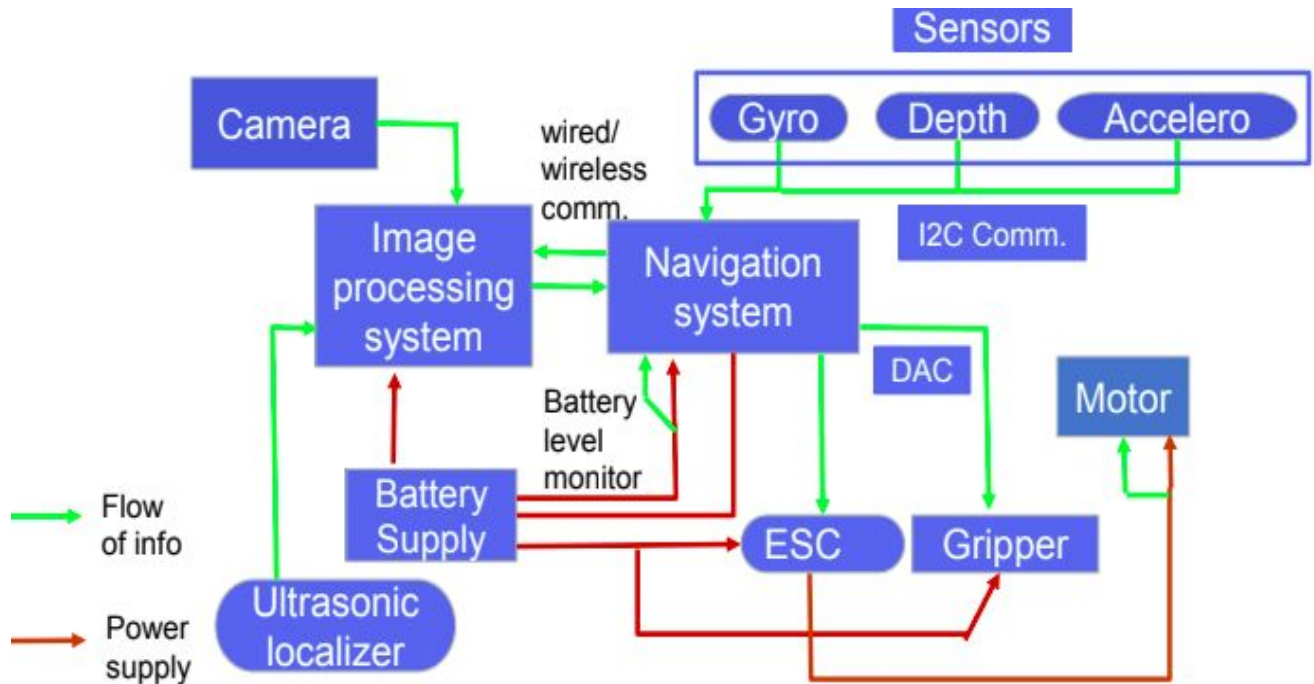 Sensors
Camera
Gyro
Depth
Accelero
wired/
wireless
comm.
I2C Comm.
Image
processing
system
Navigation
system
DAC
Motor
Battery
level
monitor
Flow
of info
Battery
Supply
ESC
Gripper
Ultrasonic
localizer
Power
supply